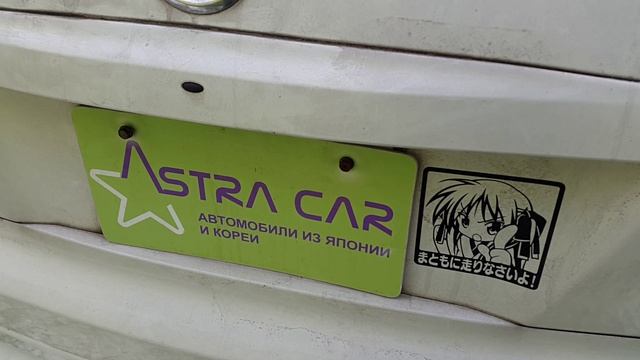 ASTRA CAR
АВТОМОБИЛИ ИЗ ЯПОНИИ
И КОРЕИ
まともに走りなさいよ!